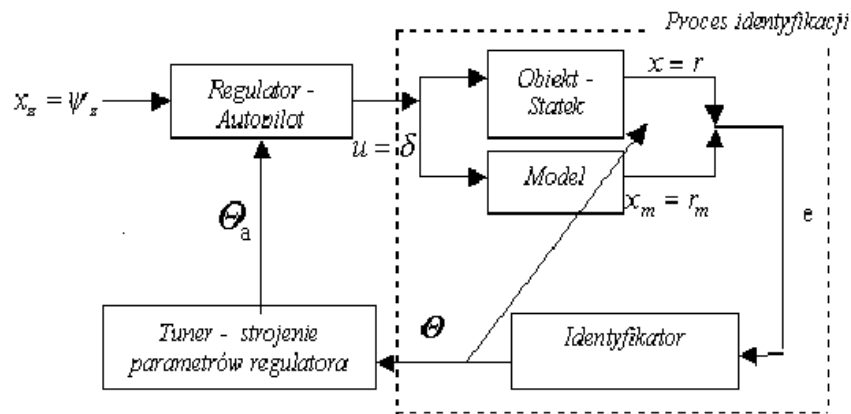 Proces identyfikacji
x = r
Obiekt -
Statek
Regulator -
Autopilot
x_z = ψ_z
u = δ
Model
x_m = r_m
e
Θ_a
Θ
Tuner - strojenie
parametrów regulatora
Identyfikator